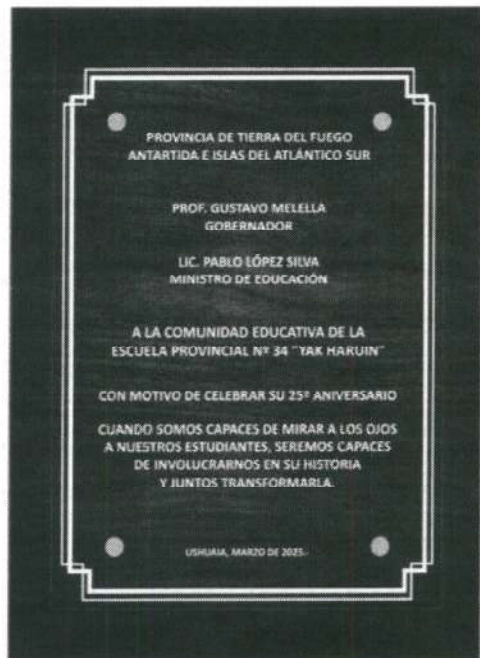 PROVINCIA DE TIERRA DEL FUEGO
ANTARTIDA E ISLAS DEL ATLÁNTICO SUR
PROF. GUSTAVO MELELLA
GOBERNADOR
LIC. PABLO LÓPEZ SILVA
MINISTRO DE EDUCACIÓN
A LA COMUNIDAD EDUCATIVA DE LA
ESCUELA PROVINCIAL Nº 34 "YAK HARUIN"
CON MOTIVO DE CELEBRAR SU 25º ANIVERSARIO
CUANDO SOMOS CAPACES DE MIRAR A LOS OJOS
A NUESTROS ESTUDIANTES, SEREMOS CAPACES
DE INVOLUCRARNOS EN SU HISTORIA
Y JUNTOS TRANSFORMARLA.
USHUAIA, MARZO DE 2025.-